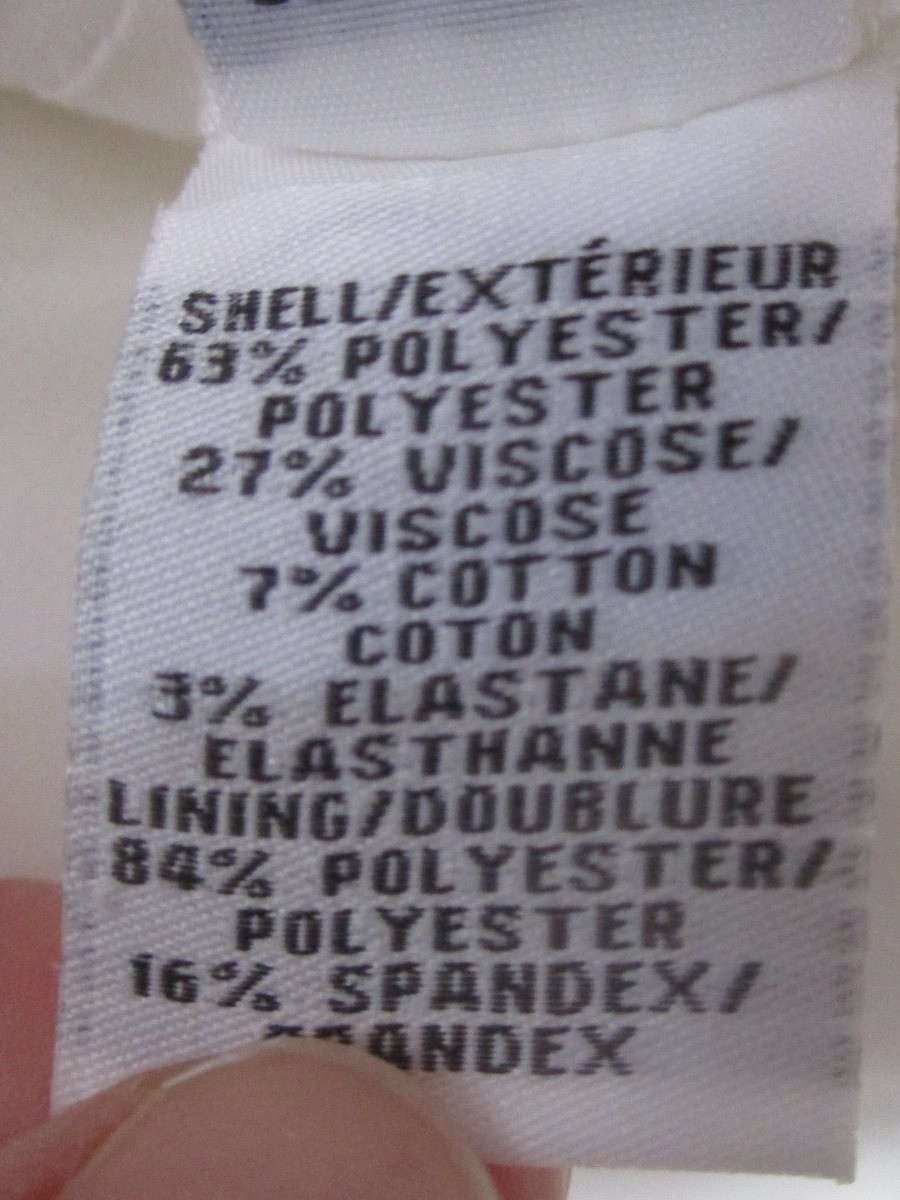 SHELL/EXTÉRIEUR
63% POLYESTER/
POLYESTER
27% VISCOSE/
VISCOSE
7% COTTON
COTON
3% ELASTANE/
ELASTHANNE
LINING/DOUBLURE
84% POLYESTER/
POLYESTER
16% SPANDEX/
SPANDEX